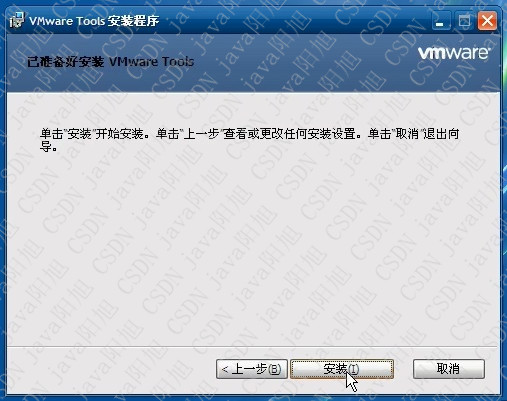 VMware Tools 安装程序
已准备好安装 VMware Tools
vmware
单击"安装"开始安装。单击"上一步"查看或更改任何安装设置。单击"取消"退出向
导。
< 上一步(B)
安装(I)
取消
CSDN java阿旭